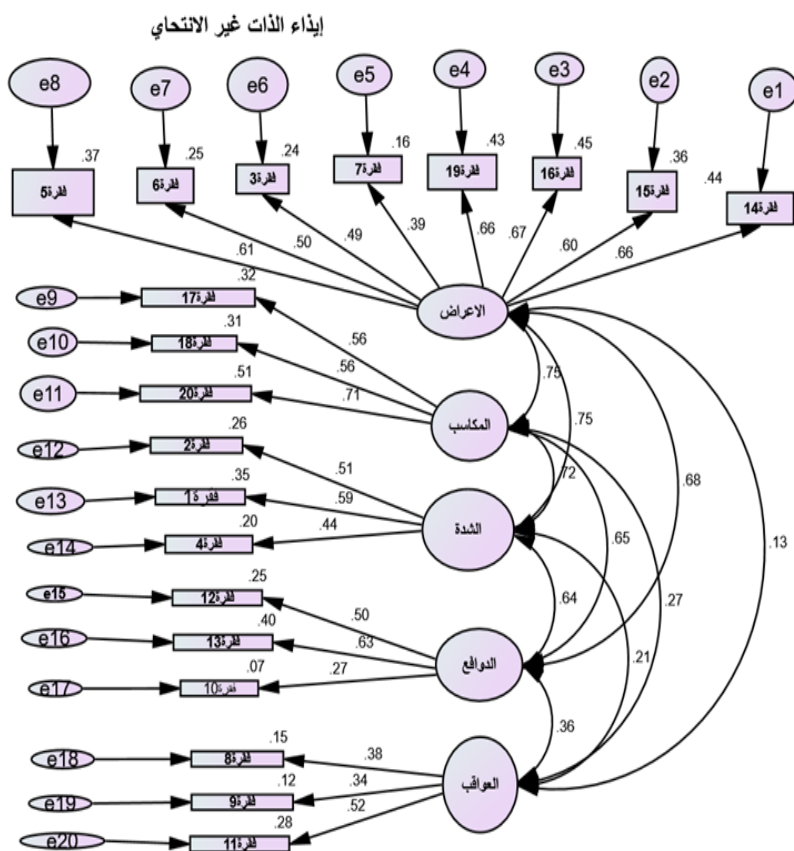 إيذاء الذات غير الانتحاي
e8 e7 e6 e5 e4 e3 e2 e1
.37 .25 .24 .16 .43 .45 .36 .44
فقرة5 فقرة6 فقرة3 فقرة7 فقرة19 فقرة16 فقرة15 فقرة14
.61 .50 .49 .39 .66 .67 .60 .66
الاعراض
e9 فقرة17 .32 .56
e10 فقرة18 .31 .56
e11 فقرة20 .51 .71
المكاسب
.75 .75 .72 .68
e12 فقرة2 .26 .51
e13 فقرة1 .35 .59
e14 فقرة4 .20 .44
الشدة
.65 .27 .13
.64 .21
e15 فقرة12 .25 .50
e16 فقرة13 .40 .63
e17 فقرة10 .07 .27
الدوافع
.36
e18 فقرة8 .15 .38
e19 فقرة9 .12 .34
e20 فقرة11 .28 .52
العواقب